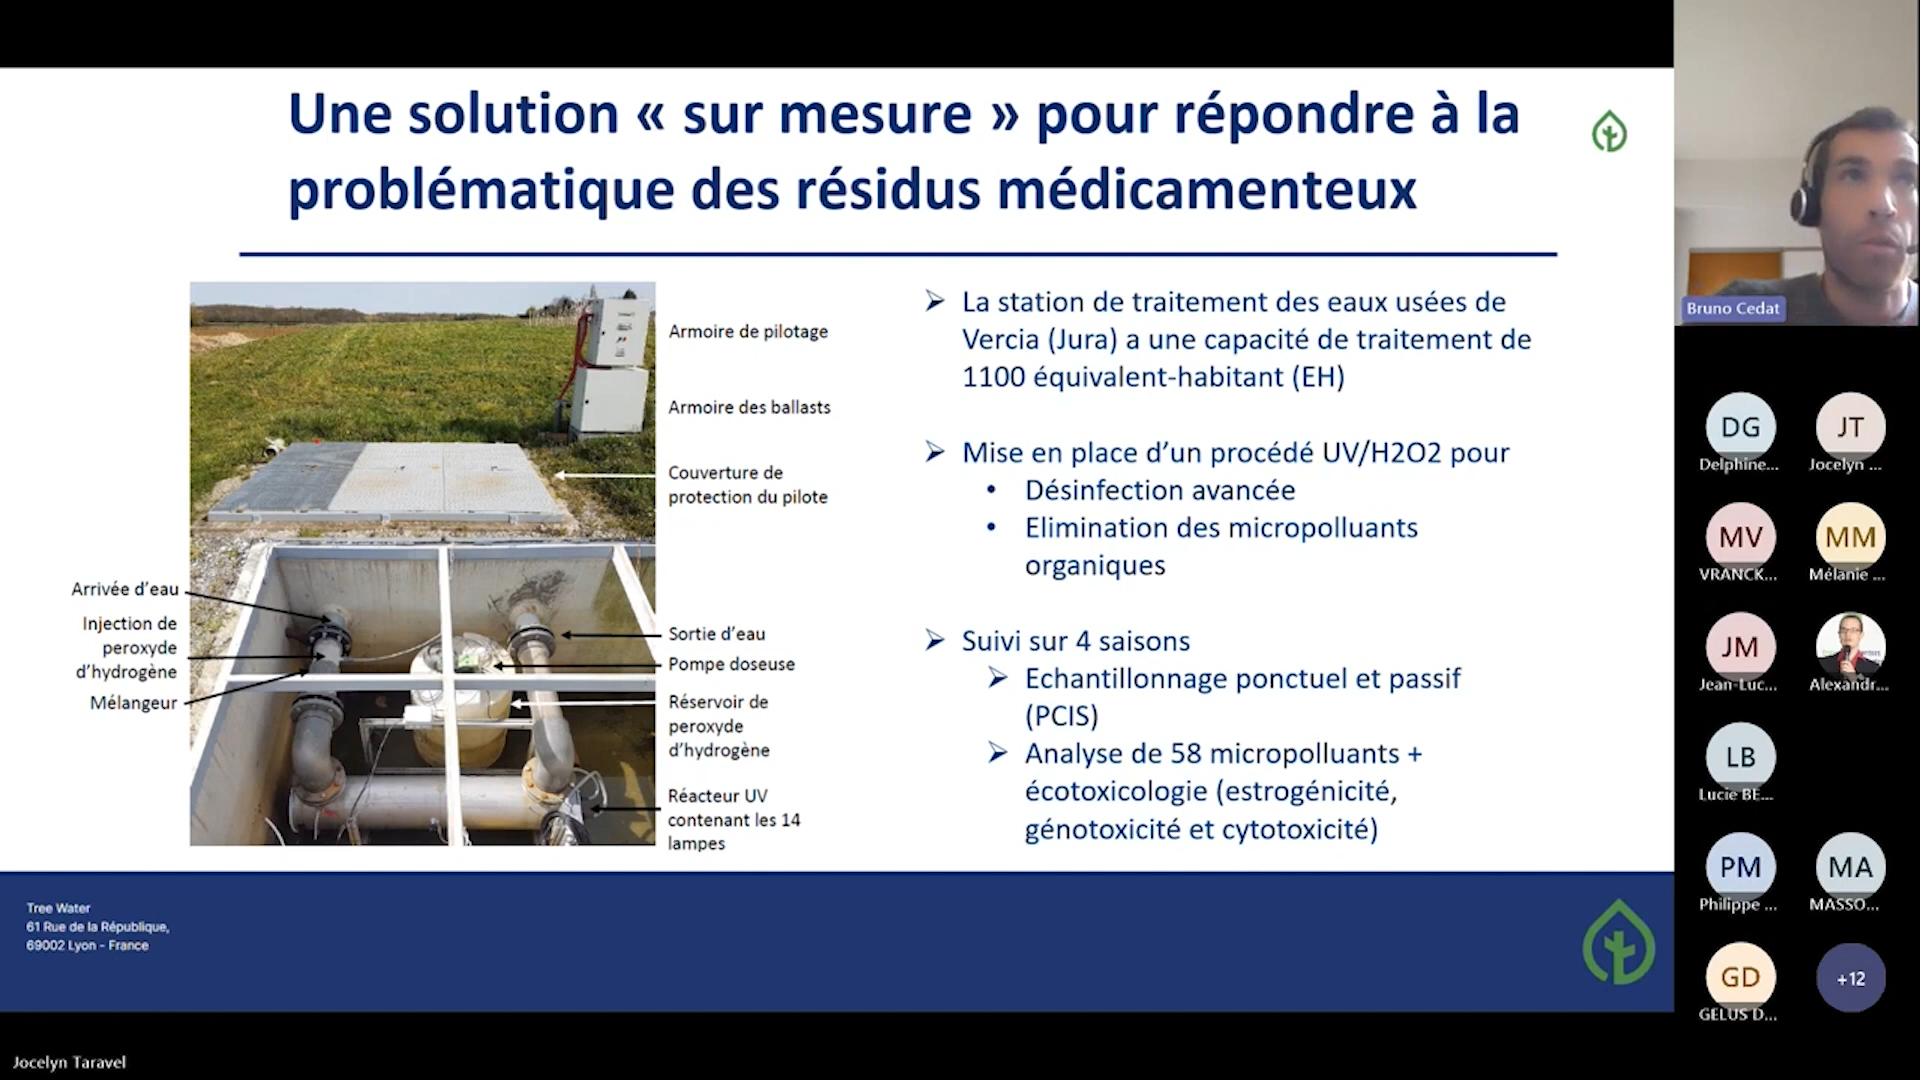 Une solution « sur mesure » pour répondre à la
problématique des résidus médicamenteux
Armoire de pilotage
Armoire des ballasts
Couverture de
protection du pilote
Arrivée d’eau
Injection de
peroxyde
d’hydrogène
Mélangeur
Sortie d’eau
Pompe doseuse
Réservoir de
peroxyde
d’hydrogène
Réacteur UV
contenant les 14
lampes
➢ La station de traitement des eaux usées de
Vercia (Jura) a une capacité de traitement de
1100 équivalent-habitant (EH)
➢ Mise en place d’un procédé UV/H2O2 pour
• Désinfection avancée
• Elimination des micropolluants
organiques
➢ Suivi sur 4 saisons
➢ Echantillonnage ponctuel et passif
(PCIS)
➢ Analyse de 58 micropolluants +
écotoxicologie (estrogénicité,
génotoxicité et cytotoxicité)
Tree Water
61 Rue de la République,
69002 Lyon - France
Jocelyn Taravel
Bruno Cedat
DG
Delphine...
JT
Jocelyn ...
MV
VRANCK...
MM
Mélanie ...
JM
Jean-Luc...
Alexandr...
LB
Lucie BE...
PM
Philippe ...
MA
MASSO...
GD
GELUS D...
+12